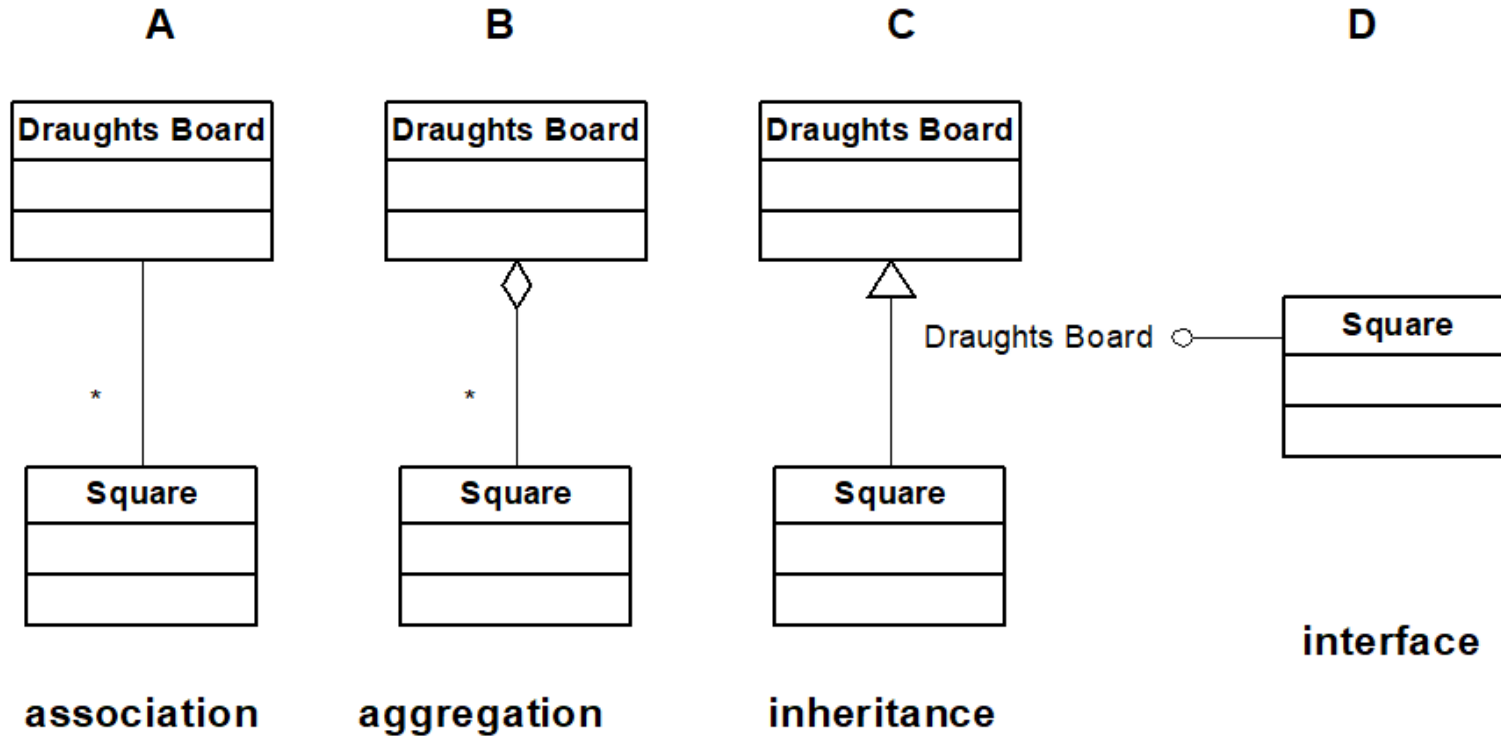 A B C D
Draughts Board Draughts Board Draughts Board
Draughts Board Square
* *
Square Square Square
interface
association aggregation inheritance